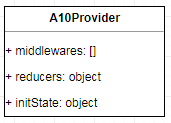 A10Provider
+ middlewares: []
+ reducers: object
+ initState: object